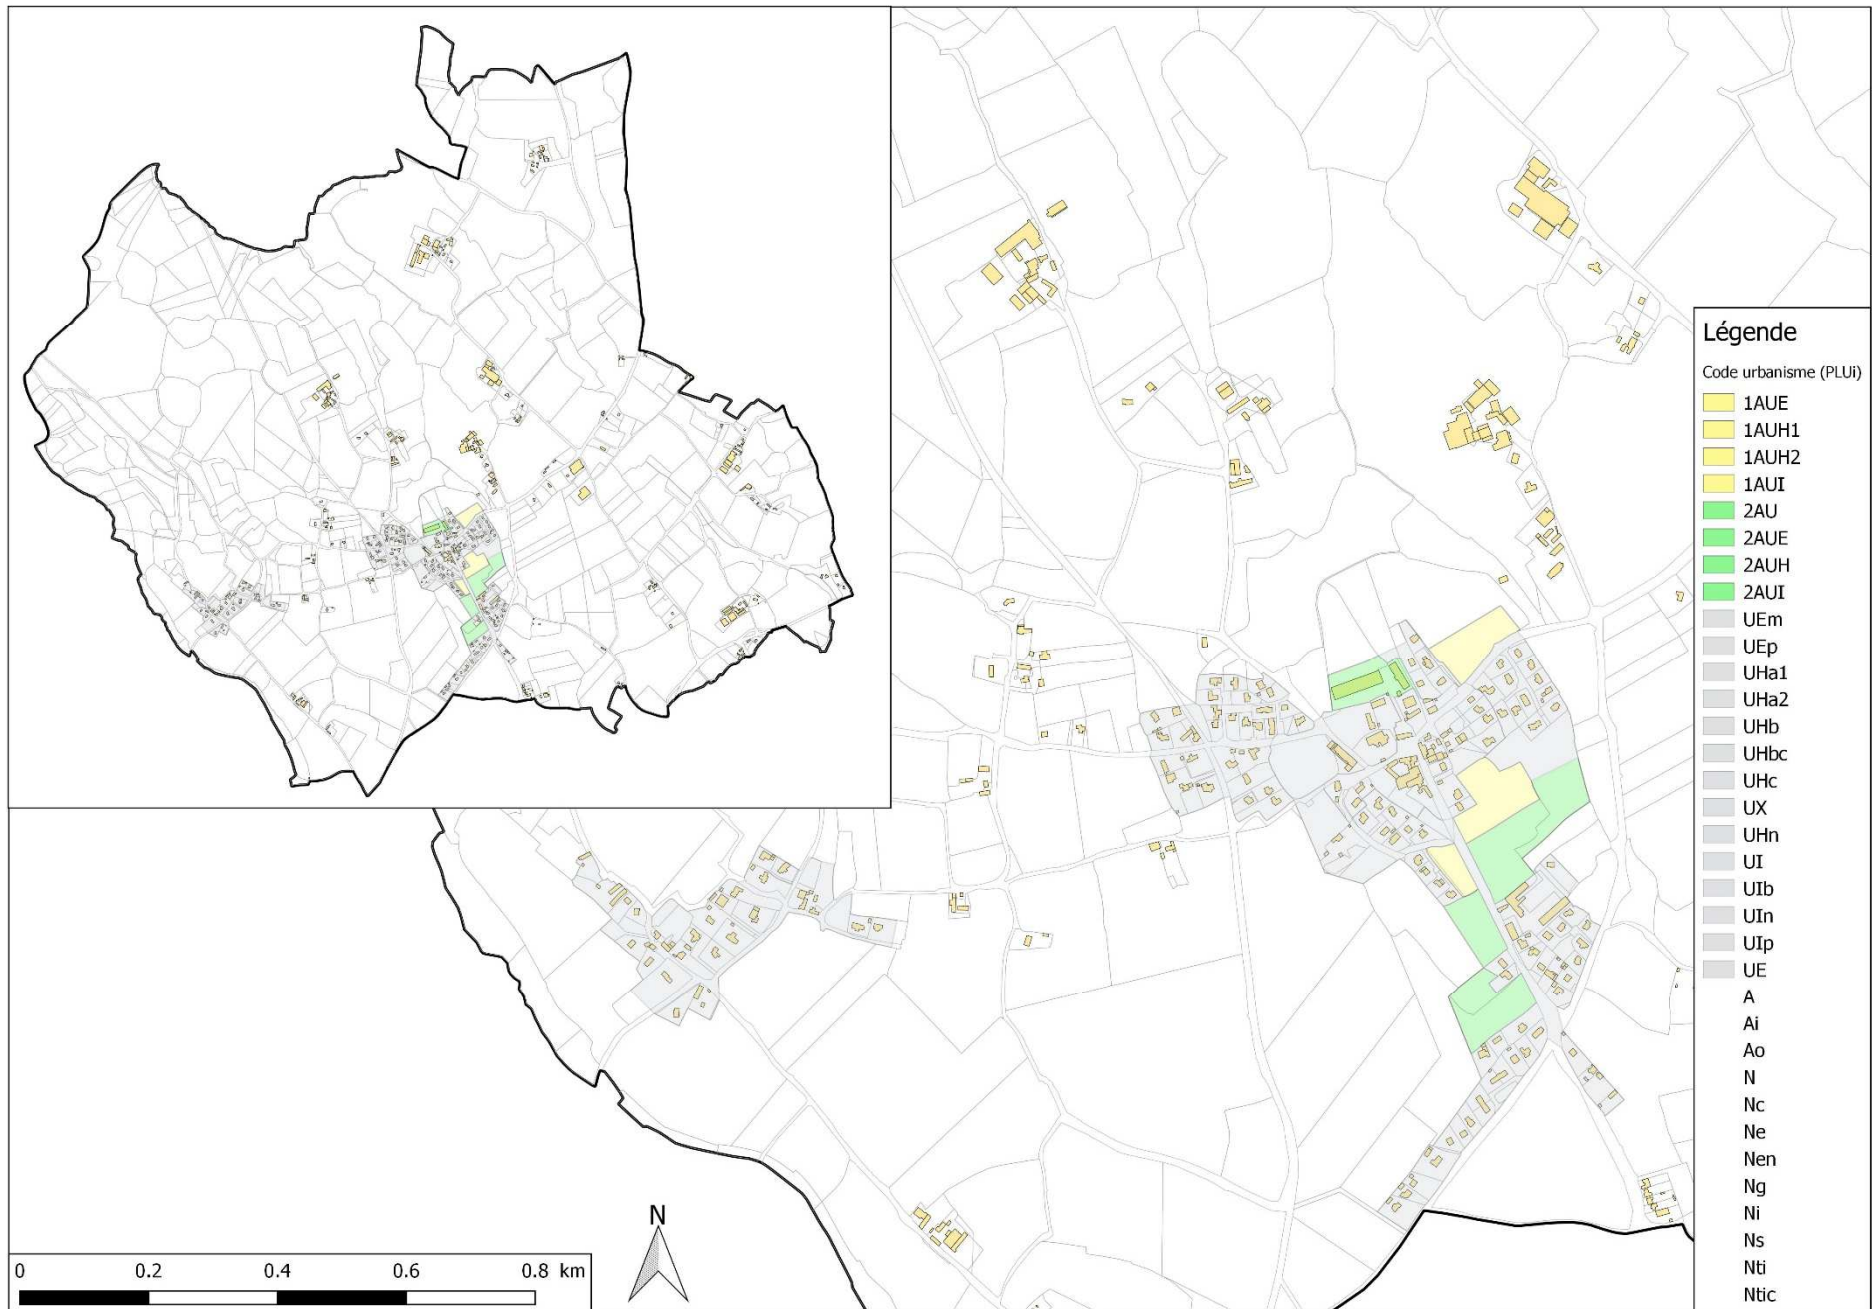 Légende
Code urbanisme (PLUi)
1AUE
1AUH1
1AUH2
1AUI
2AU
2AUE
2AUH
2AUI
UEm
UEp
UHa1
UHa2
UHb
UHbc
UHc
UX
UHn
UI
UIb
UIn
UIp
UE
A
Ai
Ao
N
Nc
Ne
Nen
Ng
Ni
Ns
Nti
Ntic
N
0 0.2 0.4 0.6 0.8 km